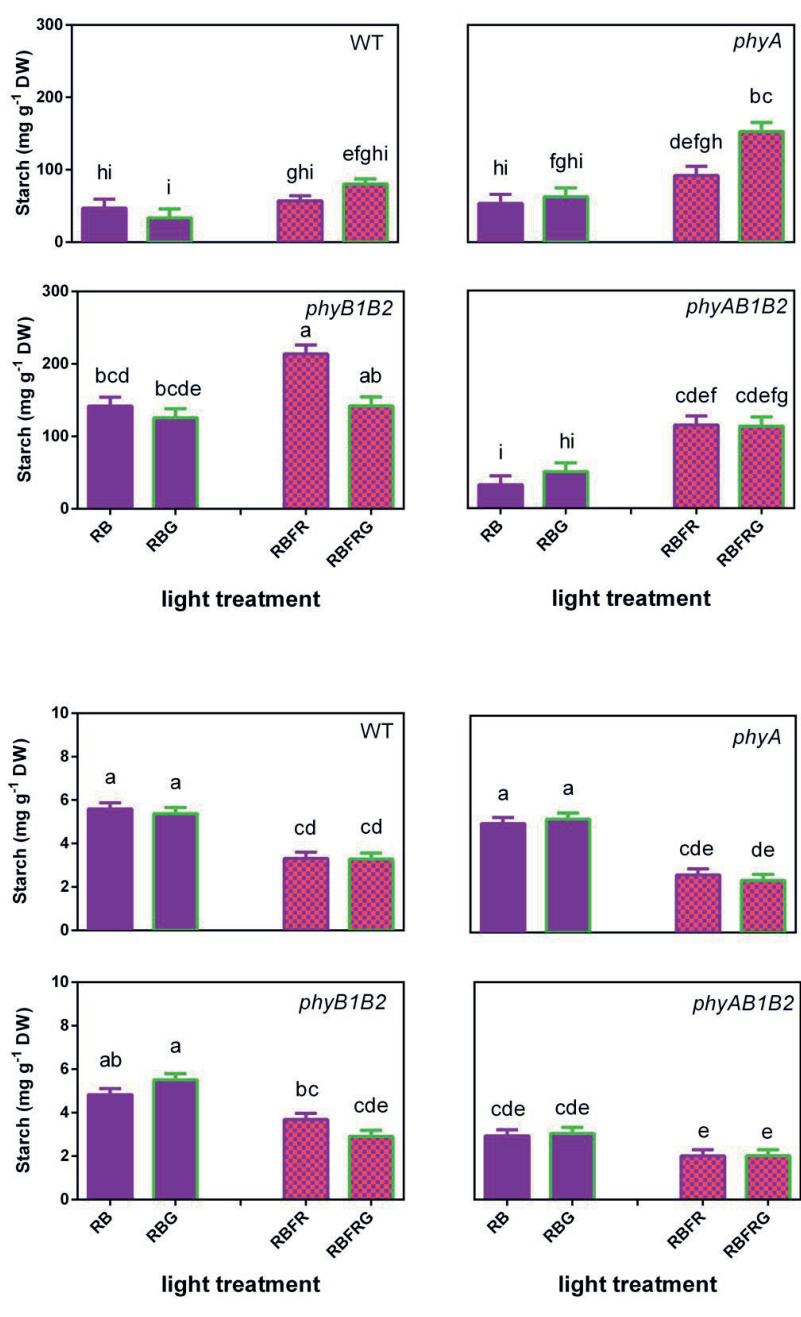 WT
phyA
Starch (mg g-1 DW)
300
200
100
0
hi
i
ghi
efghi
hi
fghi
defgh
bc
phyB1B2
phyAB1B2
Starch (mg g-1 DW)
300
200
100
0
bcd
bcde
a
ab
i
hi
cdef
cdefg
RB
RBG
RBFR
RBFRG
RB
RBG
RBFR
RBFRG
light treatment
light treatment
WT
phyA
Starch (mg g-1 DW)
10
8
6
4
2
0
a
a
cd
cd
a
a
cde
de
phyB1B2
phyAB1B2
Starch (mg g-1 DW)
10
8
6
4
2
0
ab
a
bc
cde
cde
cde
e
e
RB
RBG
RBFR
RBFRG
RB
RBG
RBFR
RBFRG
light treatment
light treatment